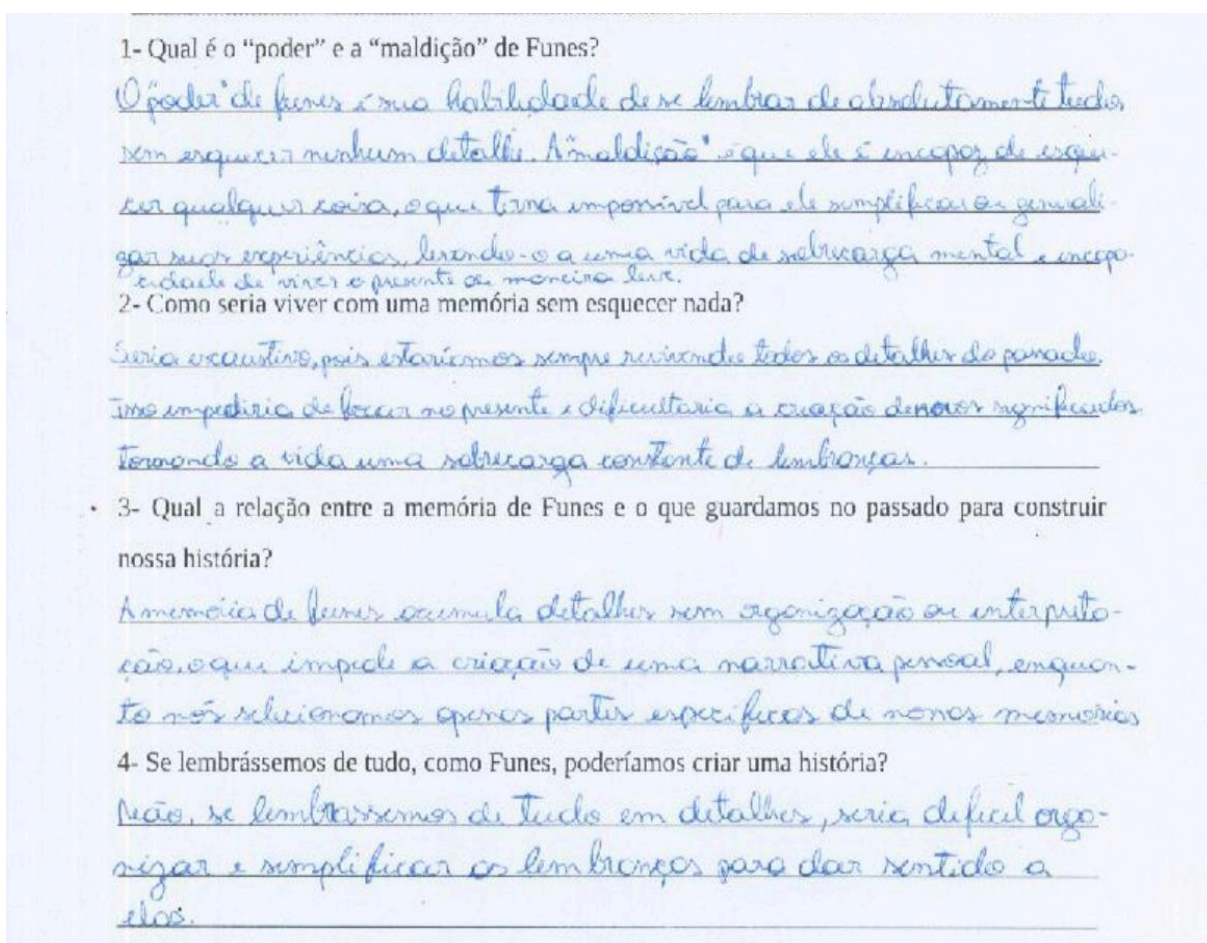 1- Qual é o “poder” e a “maldição” de Funes?
O "poder" de funes é sua habilidade de se lembrar de absolutamente tudo,
sem esquecer nenhum detalhe. A "maldição" é que ele é incapaz de esque-
cer qualquer coisa, o que torna impossível para ele simplificar ou generali-
zar suas experiências, levando-o a uma vida de sobrecarga mental e incapa-
cidade de viver o presente de maneira leve.
2- Como seria viver com uma memória sem esquecer nada?
Seria exaustivo, pois estaríamos sempre revivendo todos os detalhes do passado.
Isso impediria de focar no presente e dificultaria a criação de novos significados,
tornando a vida uma sobrecarga constante de lembranças.
3- Qual a relação entre a memória de Funes e o que guardamos no passado para construir
nossa história?
A memória de funes acumula detalhes sem organização ou interpreta-
ção, o que impede a criação de uma narrativa pessoal, enquan-
to nós selecionamos apenas partes especificas de nossas memorias
4- Se lembrássemos de tudo, como Funes, poderíamos criar uma história?
Não, se lembrassemos de tudo em detalhes, seria dificil orga-
nizar e simplificar as lembranças para dar sentido a
elas.